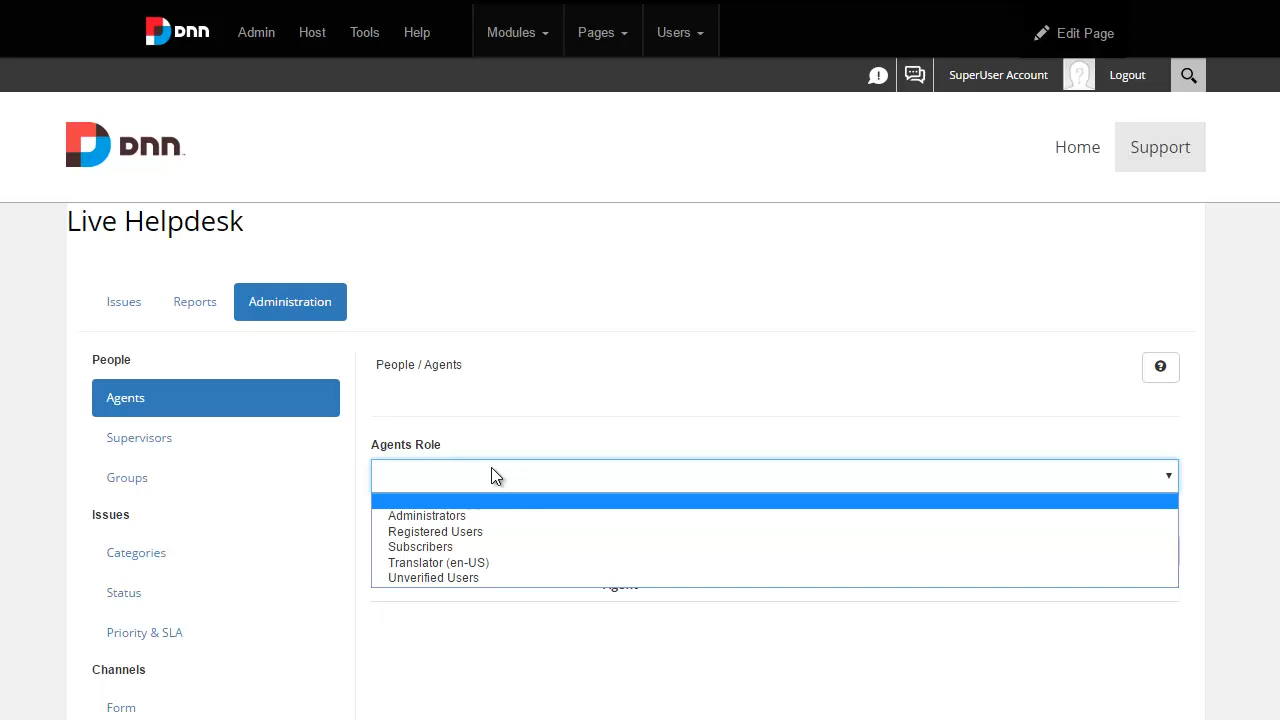 DNN Admin Host Tools Help Modules Pages Users Edit Page
SuperUser Account Logout
DNN Home Support
Live Helpdesk
Issues Reports Administration
People
People / Agents
Agents
Agents Role
Supervisors
Groups
Issues
Administrators
Registered Users
Subscribers
Translator (en-US)
Unverified Users
Categories
Status
Priority & SLA
Channels
Form